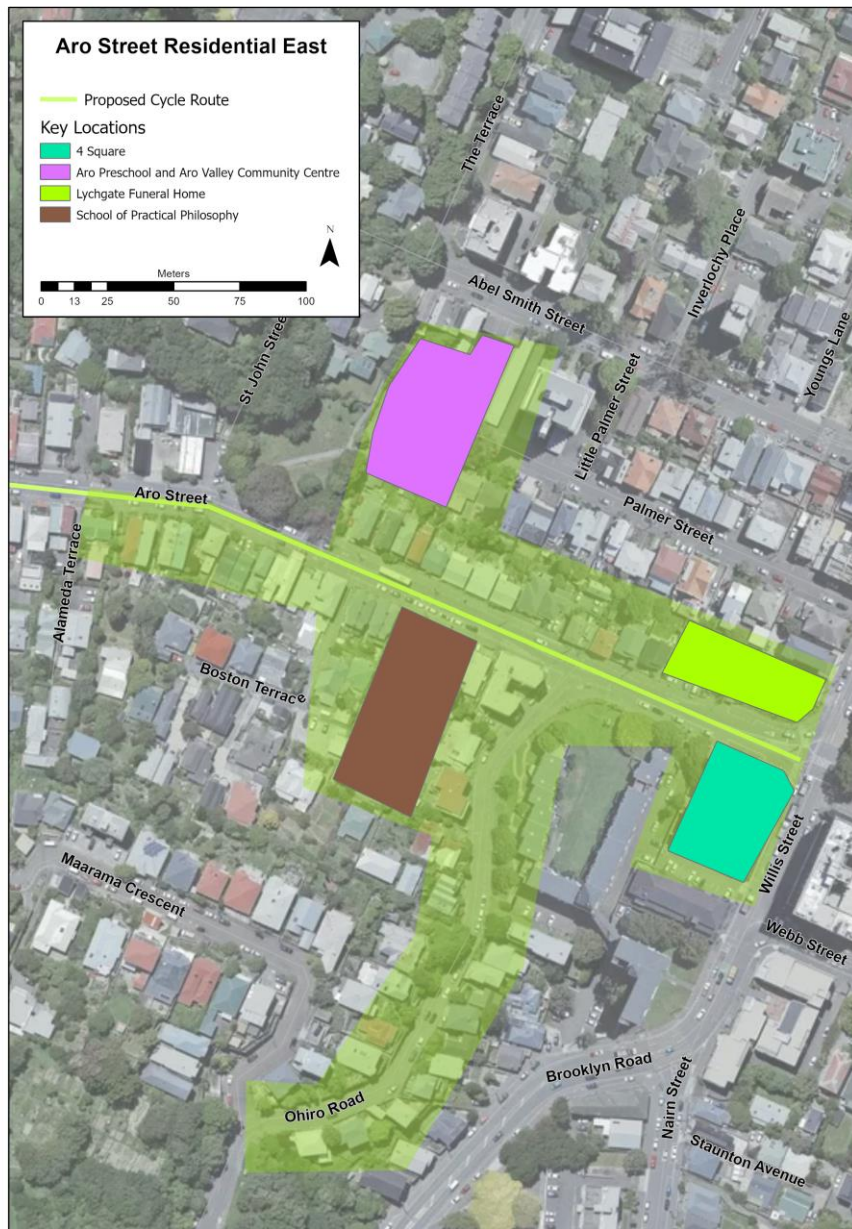 Aro Street Residential East
Proposed Cycle Route
Key Locations
4 Square
Aro Preschool and Aro Valley Community Centre
Lychgate Funeral Home
School of Practical Philosophy
N
Meters
0 13 25 50 75 100
The Terrace
Abel Smith Street
Inverlochy Place
Youngs Lane
St John Street
Little Palmer Street
Aro Street
Palmer Street
Alameda Terrace
Boston Terrace
Maarama Crescent
Willis Street
Webb Street
Brooklyn Road
Ohiro Road
Nairn Street
Staunton Avenue